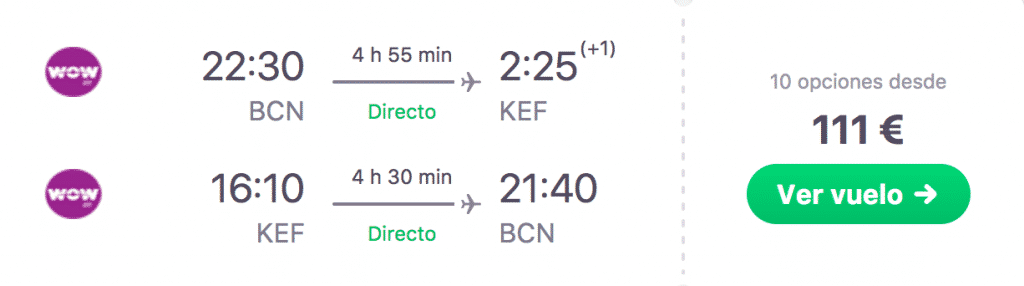 wow
22:30
4 h 55 min
2:25(+1)
BCN
Directo
KEF
wow
16:10
4 h 30 min
21:40
KEF
Directo
BCN
10 opciones desde
111 €
Ver vuelo →